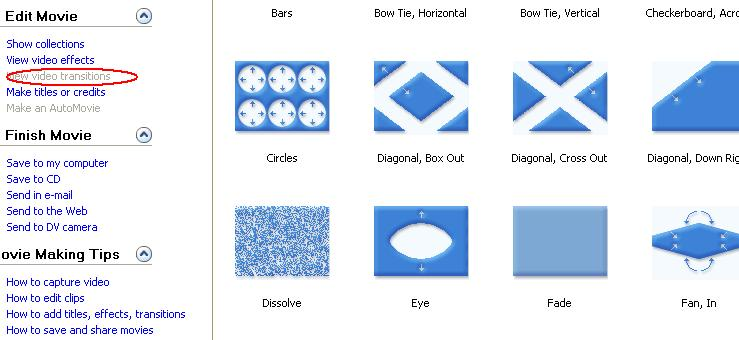 Edit Movie
Show collections
View video effects
View video transitions
Make titles or credits
Make an AutoMovie
Finish Movie
Save to my computer
Save to CD
Send in e-mail
Send to the Web
Send to DV camera
ovie Making Tips
How to capture video
How to edit clips
How to add titles, effects, transitions
How to save and share movies
Bars
Bow Tie, Horizontal
Bow Tie, Vertical
Checkerboard, Acro
Circles
Diagonal, Box Out
Diagonal, Cross Out
Diagonal, Down Rig
Dissolve
Eye
Fade
Fan, In